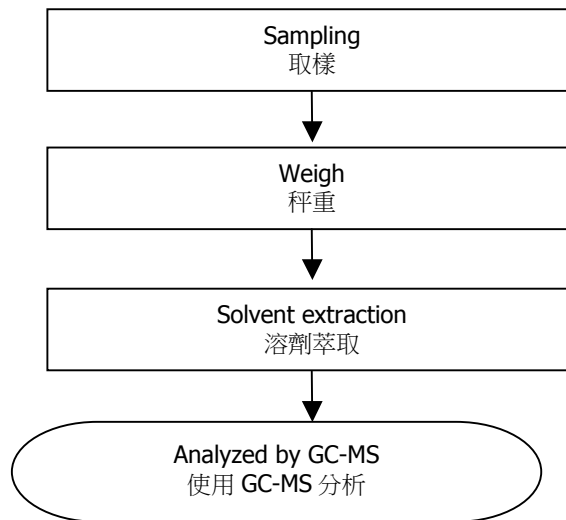 Sampling
取樣
Weigh
秤重
Solvent extraction
溶劑萃取
Analyzed by GC-MS
使用 GC-MS 分析